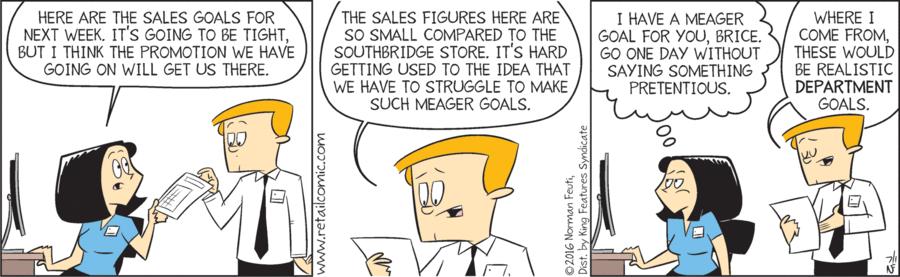 HERE ARE THE SALES GOALS FOR
NEXT WEEK. IT'S GOING TO BE TIGHT,
BUT I THINK THE PROMOTION WE HAVE
GOING ON WILL GET US THERE.
www.retailcomic.com
THE SALES FIGURES HERE ARE
SO SMALL COMPARED TO THE
SOUTHBRIDGE STORE. IT'S HARD
GETTING USED TO THE IDEA THAT
WE HAVE TO STRUGGLE TO MAKE
SUCH MEAGER GOALS.
©2016 Norman Feuti,
Dist. by King Features Syndicate
I HAVE A MEAGER
GOAL FOR YOU, BRICE.
GO ONE DAY WITHOUT
SAYING SOMETHING
PRETENTIOUS.
WHERE I
COME FROM,
THESE WOULD
BE REALISTIC
DEPARTMENT
GOALS.
7/1
NF